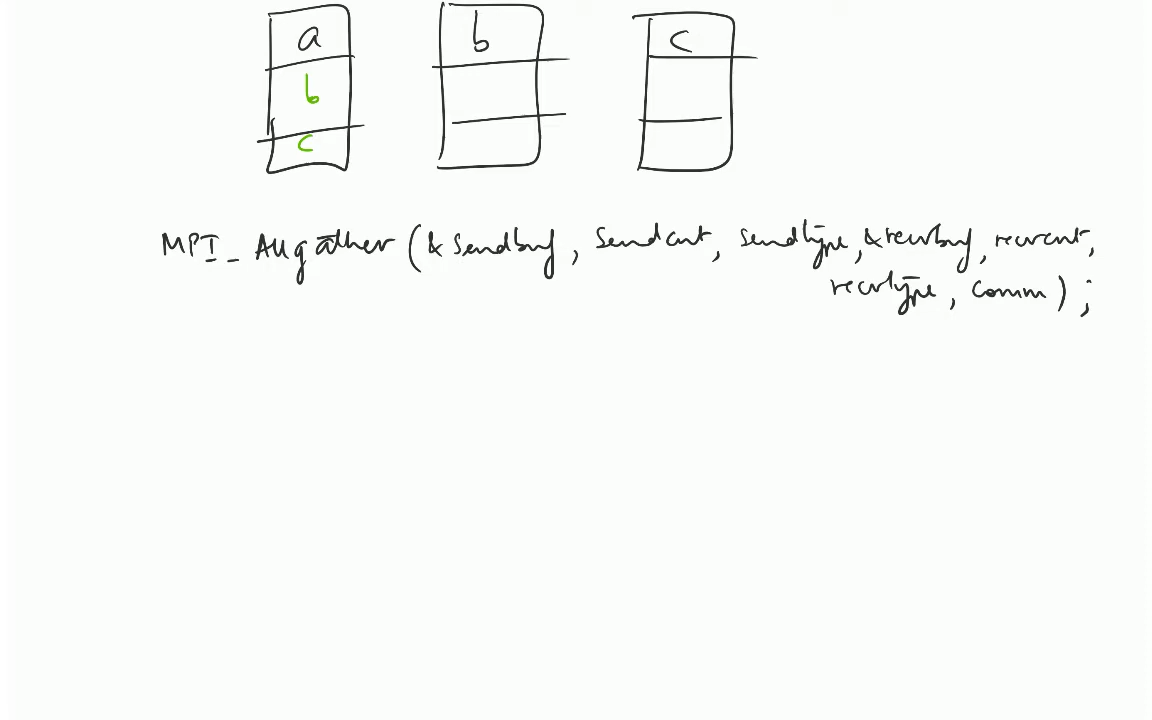 a b c
b
c
MPI_Allgather (&sendbuf, sendcnt, sendtype, &recvbuf, recvcnt,
recvtype, comm);